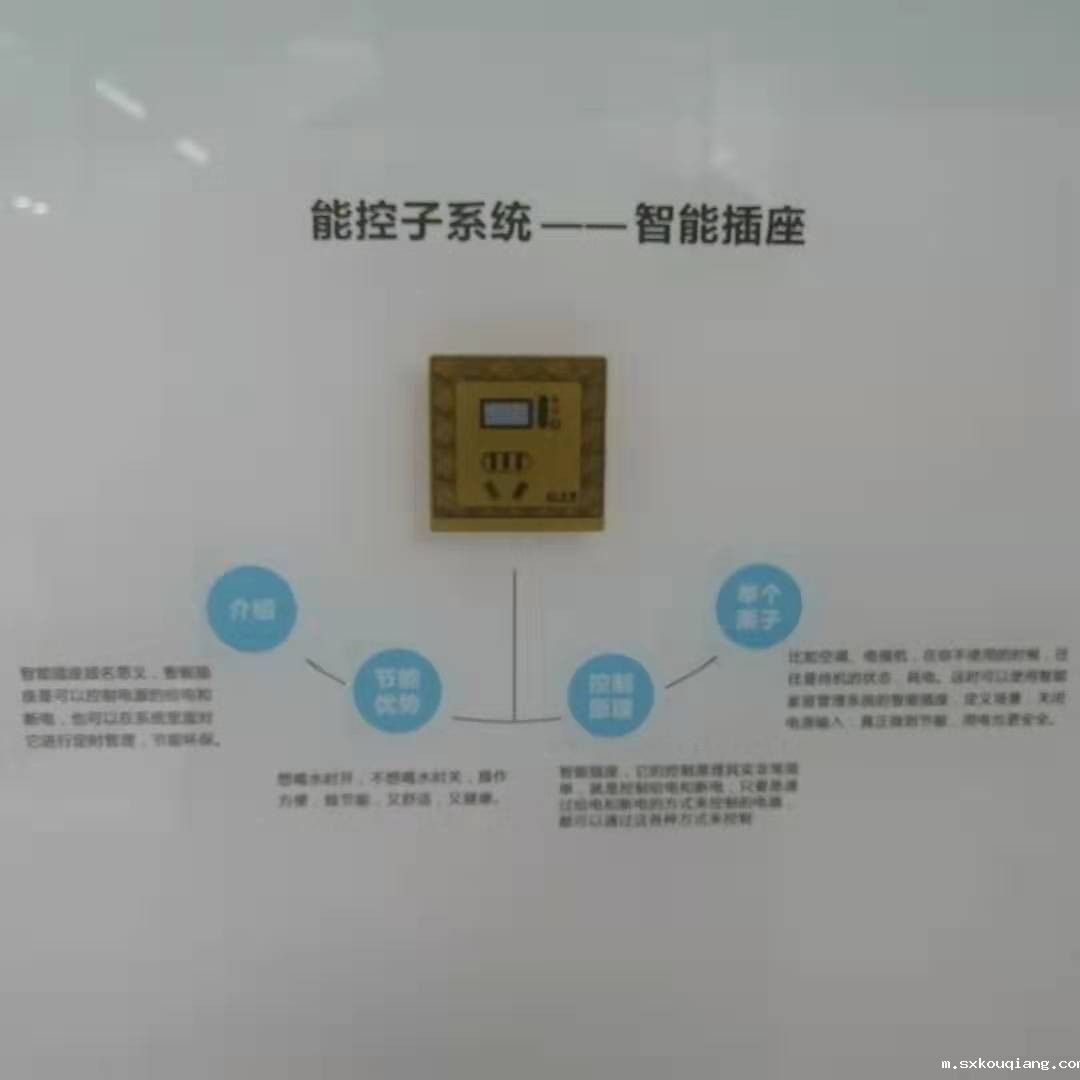 能控子系统——智能插座
介绍
智能插座顾名思义，智能插
座是可以控制电源的给电和
断电，也可以在系统里面对
它进行定时管理，节能环保。
节能
优势
想喝水时开，不想喝水时关，操作
方便，既节能，又舒适，又健康。
控制
原理
智能插座，它的控制原理其实非常简
单，就是控制给电和断电，只要是通
过给电和断电的方式来控制的电器，
都可以通过这各种方式来控制
举个
栗子
比如空调、电视机，在你不使用的时候，往
往是待机的状态，耗电。这时可以使用智能
家居管理系统的智能插座，定义场景，关闭
电源输入，真正做到节能，用电也更安全。
m.sxkouqiang.com